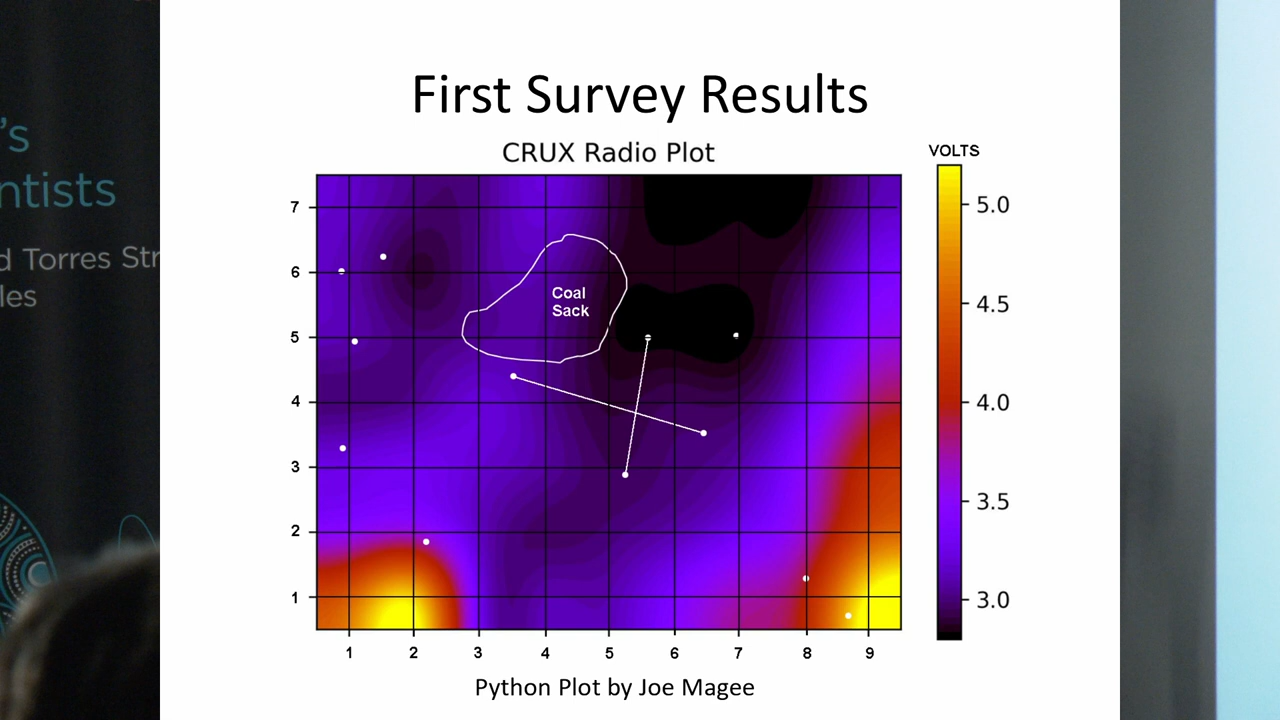 First Survey Results
CRUX Radio Plot
VOLTS
7
6
5
4
3
2
1
Coal
Sack
1 2 3 4 5 6 7 8 9
5.0
4.5
4.0
3.5
3.0
Python Plot by Joe Magee
's
ntists
d Torres Str
les